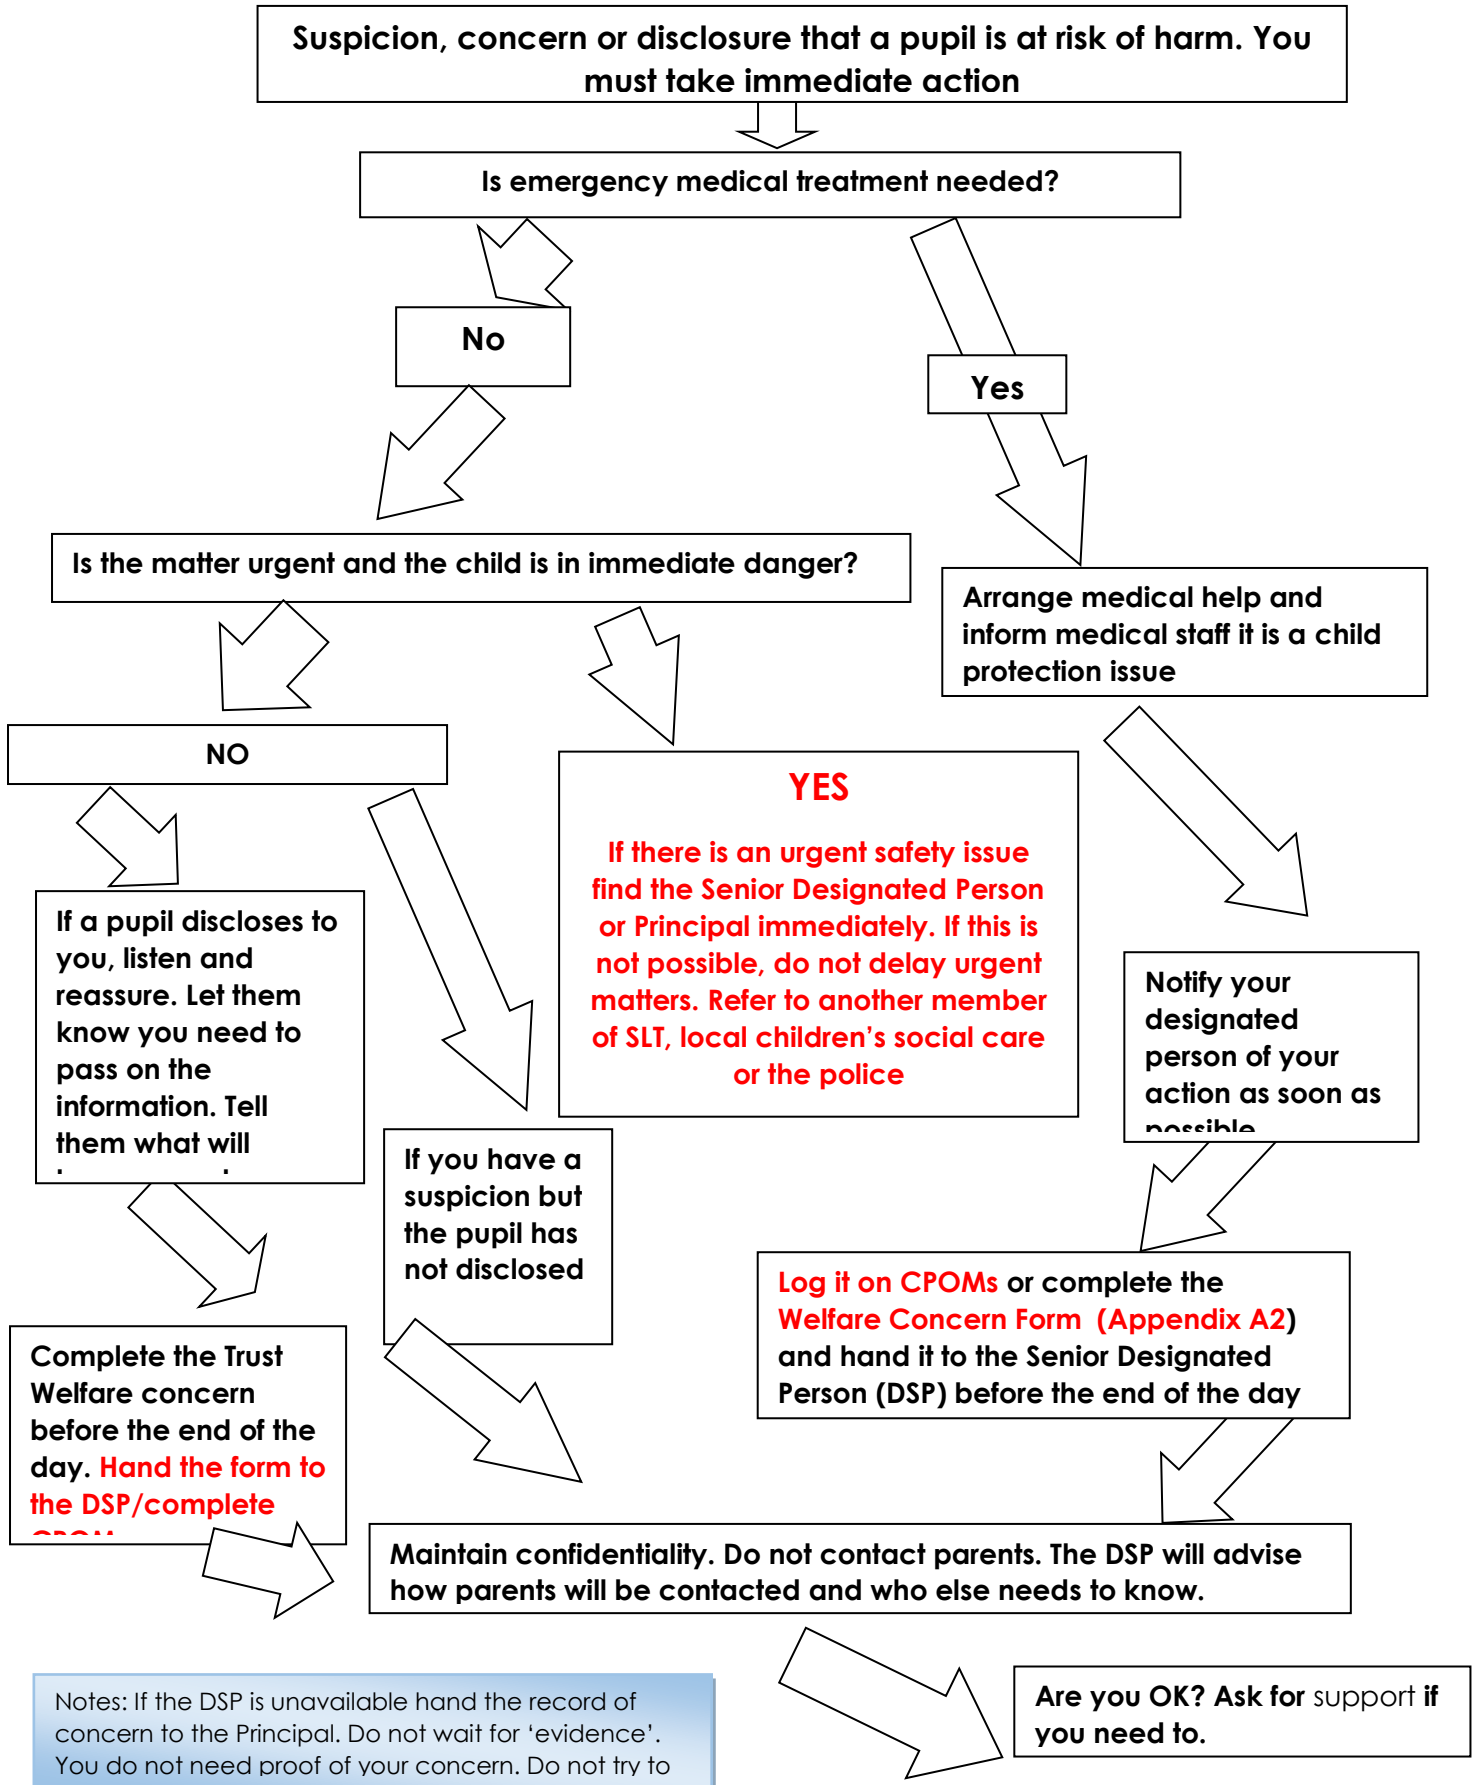 Suspicion, concern or disclosure that a pupil is at risk of harm. You
must take immediate action
Is emergency medical treatment needed?
No
Yes
Is the matter urgent and the child is in immediate danger?
Arrange medical help and
inform medical staff it is a child
protection issue
NO
YES
If there is an urgent safety issue
find the Senior Designated Person
or Principal immediately. If this is
not possible, do not delay urgent
matters. Refer to another member
of SLT, local children's social care
or the police
If a pupil discloses to
you, listen and
reassure. Let them
know you need to
pass on the
information. Tell
them what will
Notify your
designated
person of your
action as soon as
possible
If you have a
suspicion but
the pupil has
not disclosed
Log it on CPOMs or complete the
Welfare Concern Form (Appendix A2)
and hand it to the Senior Designated
Person (DSP) before the end of the day
Complete the Trust
Welfare concern
before the end of the
day. Hand the form to
the DSP/complete
Maintain confidentiality. Do not contact parents. The DSP will advise
how parents will be contacted and who else needs to know.
Notes: If the DSP is unavailable hand the record of
concern to the Principal. Do not wait for 'evidence'.
You do not need proof of your concern. Do not try to
Are you OK? Ask for support if
you need to.